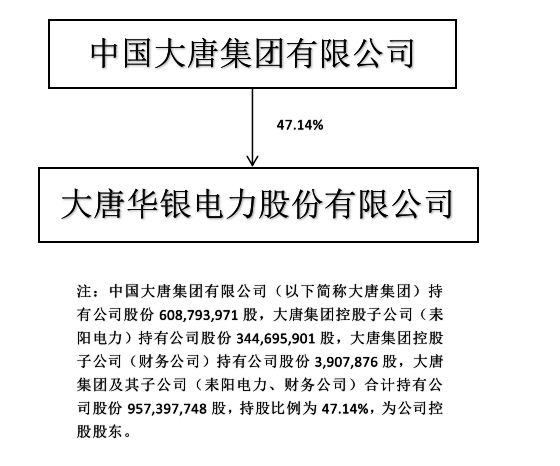 中国大唐集团有限公司
47.14%
大唐华银电力股份有限公司
注：中国大唐集团有限公司（以下简称大唐集团）持
有公司股份 608,793,971 股，大唐集团控股子公司（耒
阳电力）持有公司股份 344,695,901 股，大唐集团控股
子公司（财务公司）持有公司股份 3,907,876 股，大唐
集团及其子公司（耒阳电力、财务公司）合计持有公
司股份 957,397,748 股，持股比例为 47.14%，为公司控
股股东。